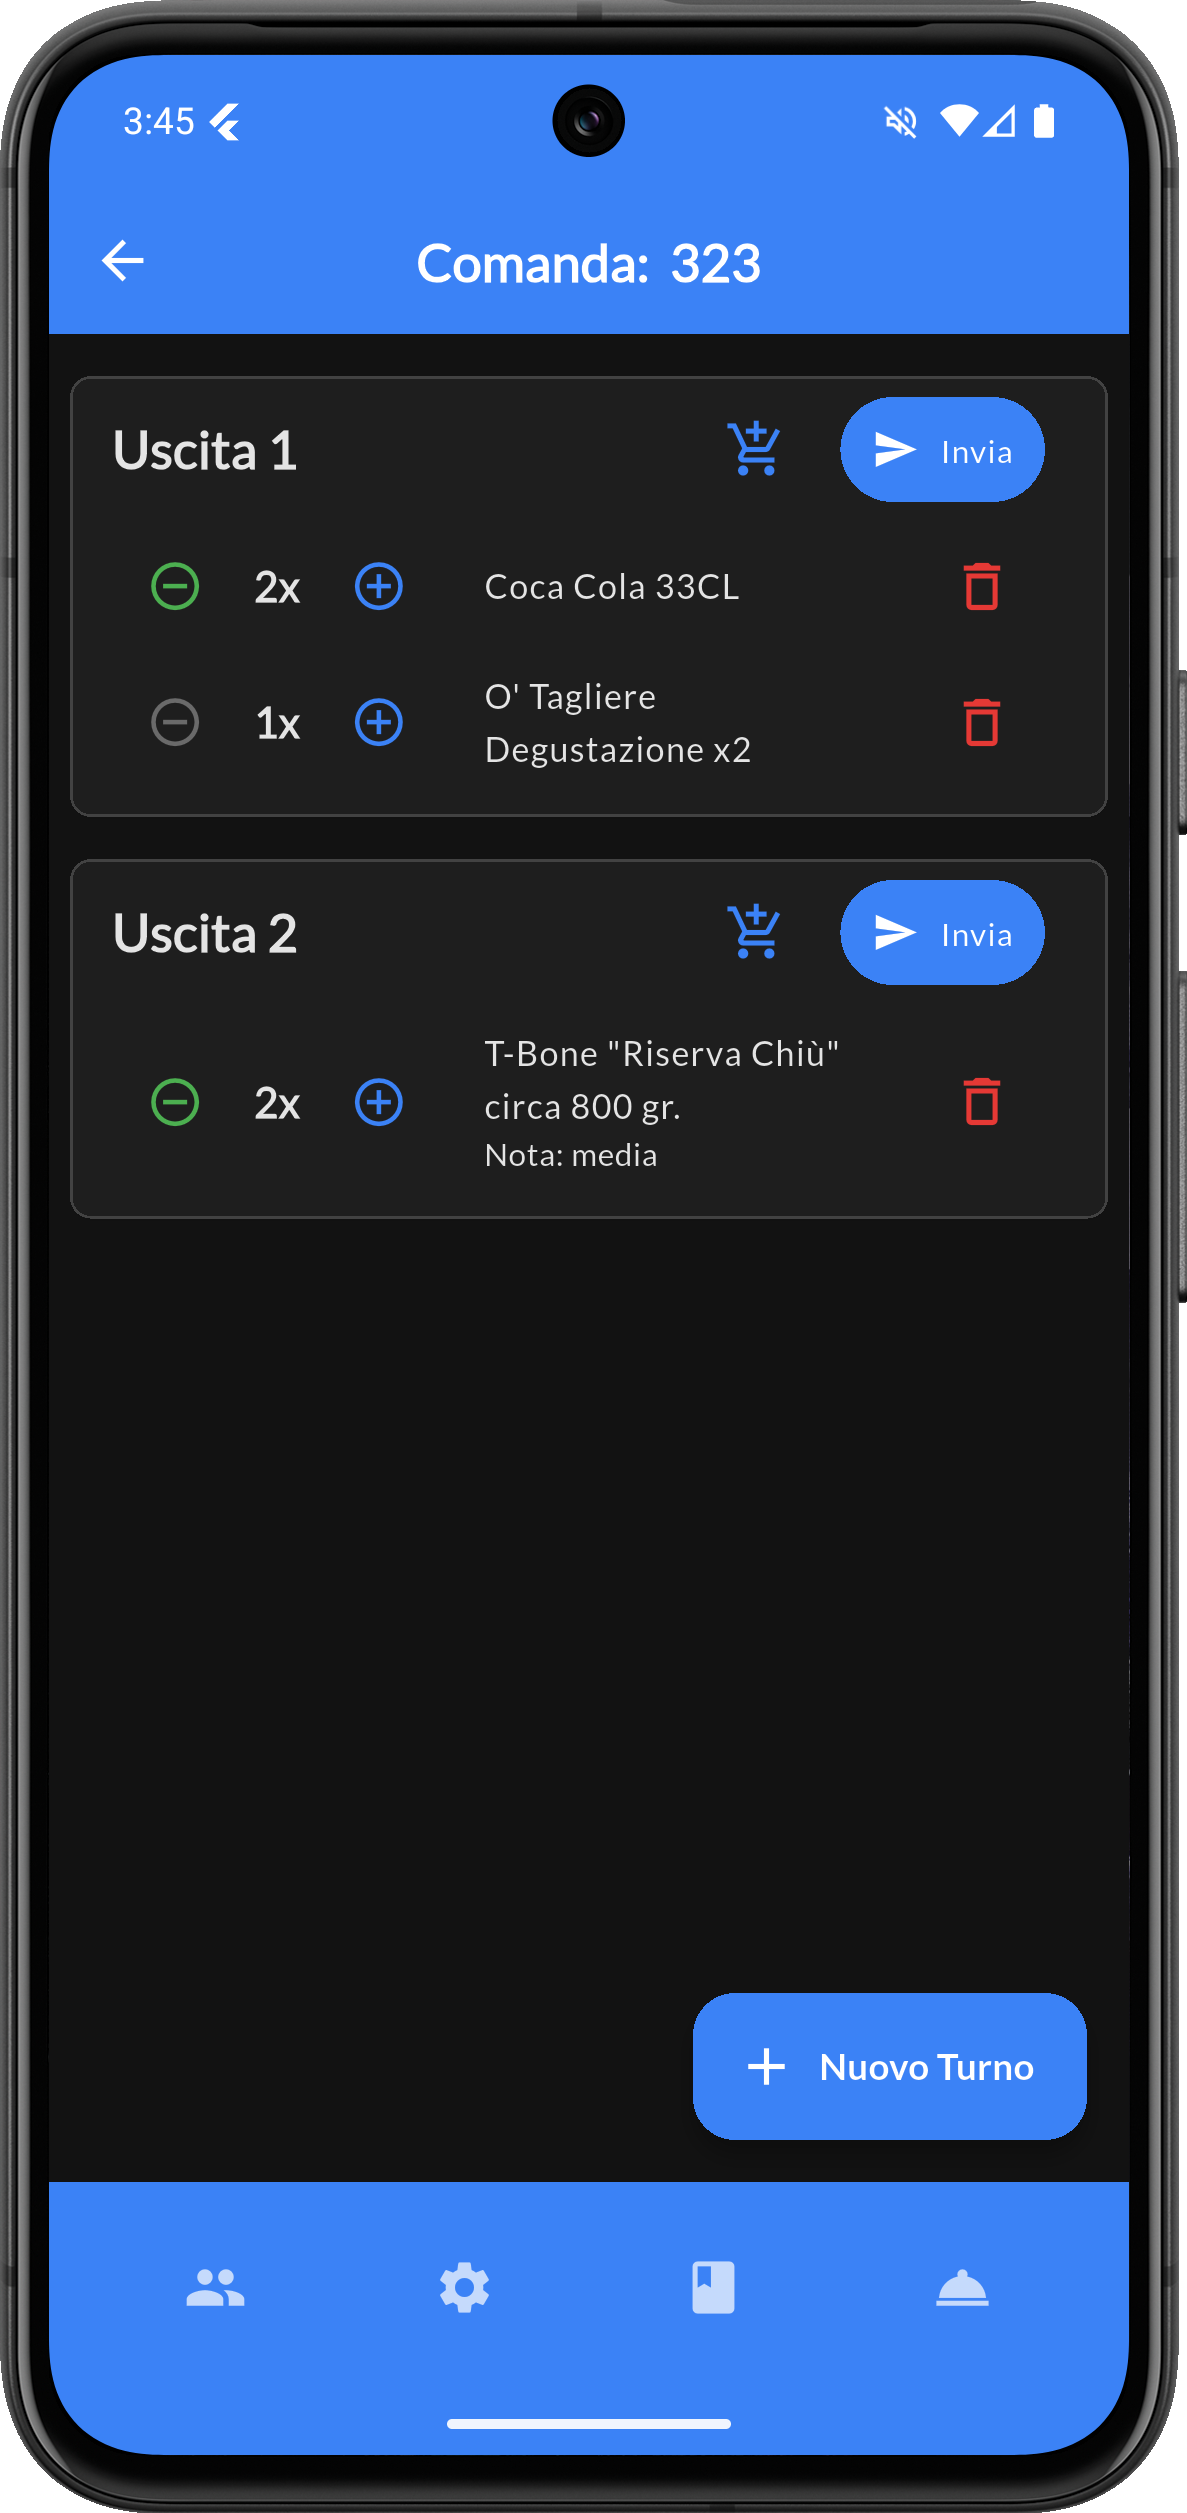 3:45
Comanda: 323
Uscita 1
Invia
2x
Coca Cola 33CL
1x
O' Tagliere
Degustazione x2
Uscita 2
Invia
2x
T-Bone "Riserva Chiù"
circa 800 gr.
Nota: media
Nuovo Turno